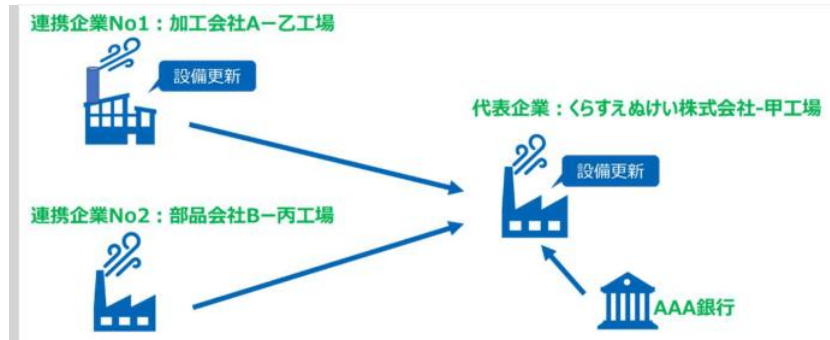 連携企業No1：加工会社Aー乙工場
設備更新
代表企業：くらすえぬけい株式会社-甲工場
設備更新
連携企業No2：部品会社Bー丙工場
AAA銀行